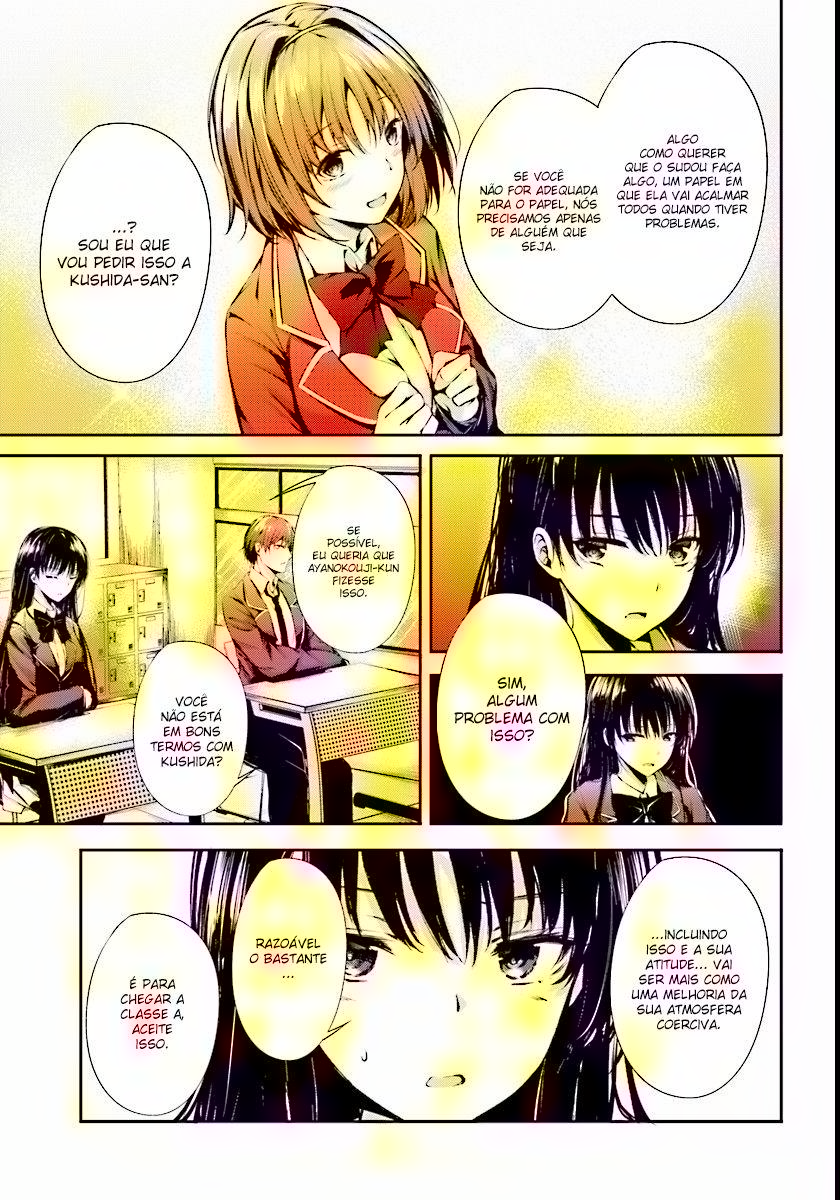 ALGO
COMO QUERER
QUE O SUDOU FAÇA
ALGO, UM PAPEL EM
QUE ELA VAI ACALMAR
TODOS QUANDO TIVER
PROBLEMAS.
SE VOCÊ
NÃO FOR ADEQUADA
PARA O PAPEL, NÓS
PRECISAMOS APENAS
DE ALGUÉM QUE
SEJA.
...?
SOU EU QUE
VOU PEDIR ISSO A
KUSHIDA-SAN?
SIM,
ALGUM
PROBLEMA COM
ISSO?
SE
POSSÍVEL,
EU QUERIA QUE
AYANOKOUJI-KUN
FIZESSE
ISSO.
VOCÊ
NÃO ESTÁ
EM BONS
TERMOS COM
KUSHIDA?
...INCLUINDO
ISSO E A SUA
ATITUDE... VAI
SER MAIS COMO
UMA MELHORIA DA
SUA ATMOSFERA
COERCIVA.
RAZOÁVEL
O BASTANTE
...
É PARA
CHEGAR A
CLASSE A,
ACEITE
ISSO.